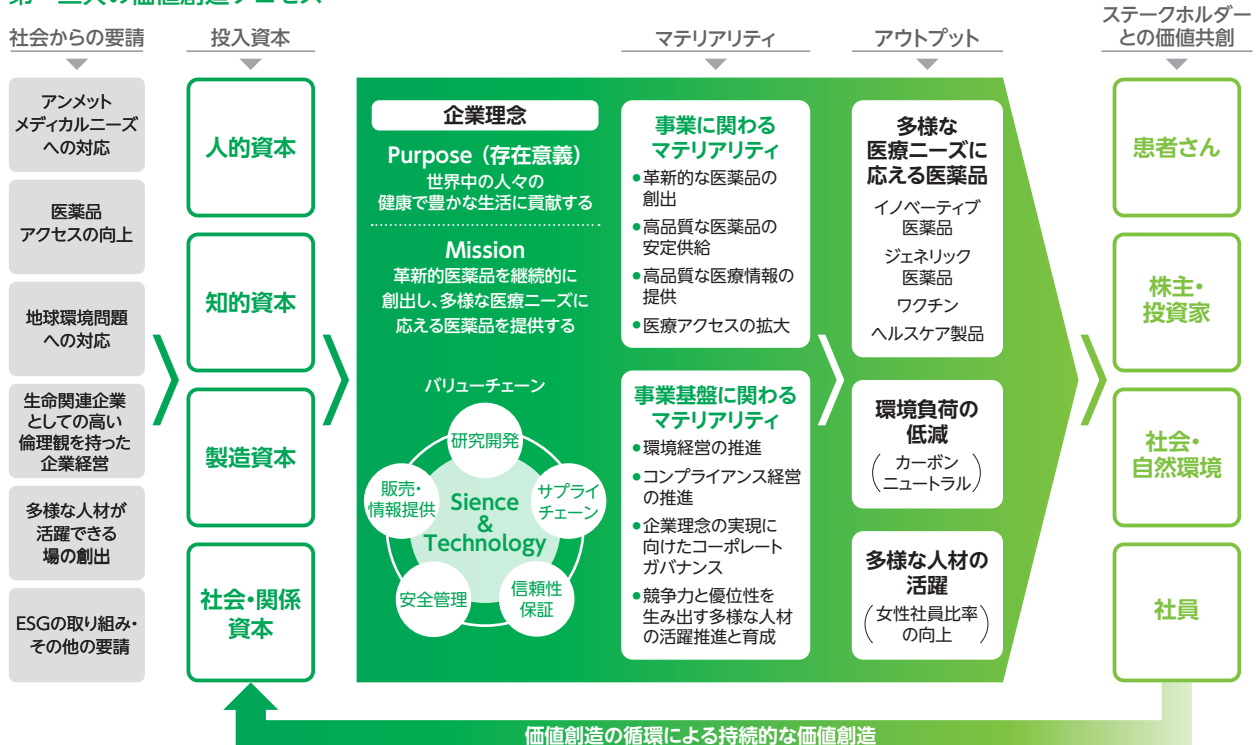 第一三共の価値創造プロセス
社会からの要請
アンメット
メディカルニーズ
への対応
医薬品
アクセスの向上
地球環境問題
への対応
生命関連企業
としての高い
倫理観を持った
企業経営
多様な人材が
活躍できる
場の創出
ESGの取り組み・
その他の要請
投入資本
人的資本
知的資本
製造資本
社会・関係
資本
企業理念
Purpose（存在意義）
世界中の人々の
健康で豊かな生活に貢献する
Mission
革新的医薬品を継続的に
創出し、多様な医療ニーズに
応える医薬品を提供する
バリューチェーン
研究開発
販売・
情報提供
サプライ
チェーン
Sience
&
Technology
安全管理
信頼性
保証
マテリアリティ
事業に関わる
マテリアリティ
●革新的な医薬品の
創出
●高品質な医薬品の
安定供給
●高品質な医療情報の
提供
●医療アクセスの拡大
事業基盤に関わる
マテリアリティ
●環境経営の推進
●コンプライアンス経営
の推進
●企業理念の実現に
向けたコーポレート
ガバナンス
●競争力と優位性を
生み出す多様な人材
の活躍推進と育成
アウトプット
多様な
医療ニーズに
応える医薬品
イノベーティブ
医薬品
ジェネリック
医薬品
ワクチン
ヘルスケア製品
環境負荷の
低減
（カーボン
ニュートラル）
多様な人材の
活躍
（女性社員比率
の向上）
ステークホルダー
との価値共創
患者さん
株主・
投資家
社会・
自然環境
社員
価値創造の循環による持続的な価値創造